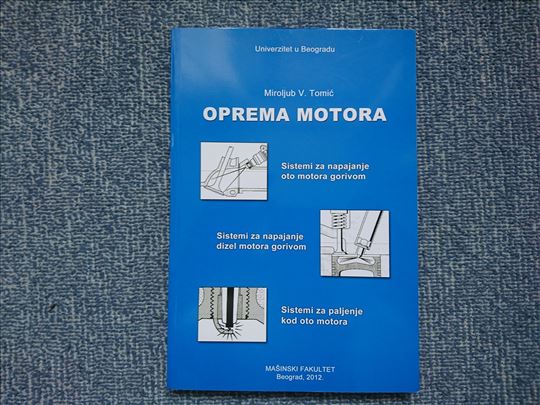 Univerzitet u Beogradu
Miroljub V. Tomić
OPREMA MOTORA
Sistemi za napajanje
oto motora gorivom
Sistemi za napajanje
dizel motora gorivom
Sistemi za paljenje
kod oto motora
MAŠINSKI FAKULTET
Beograd, 2012.